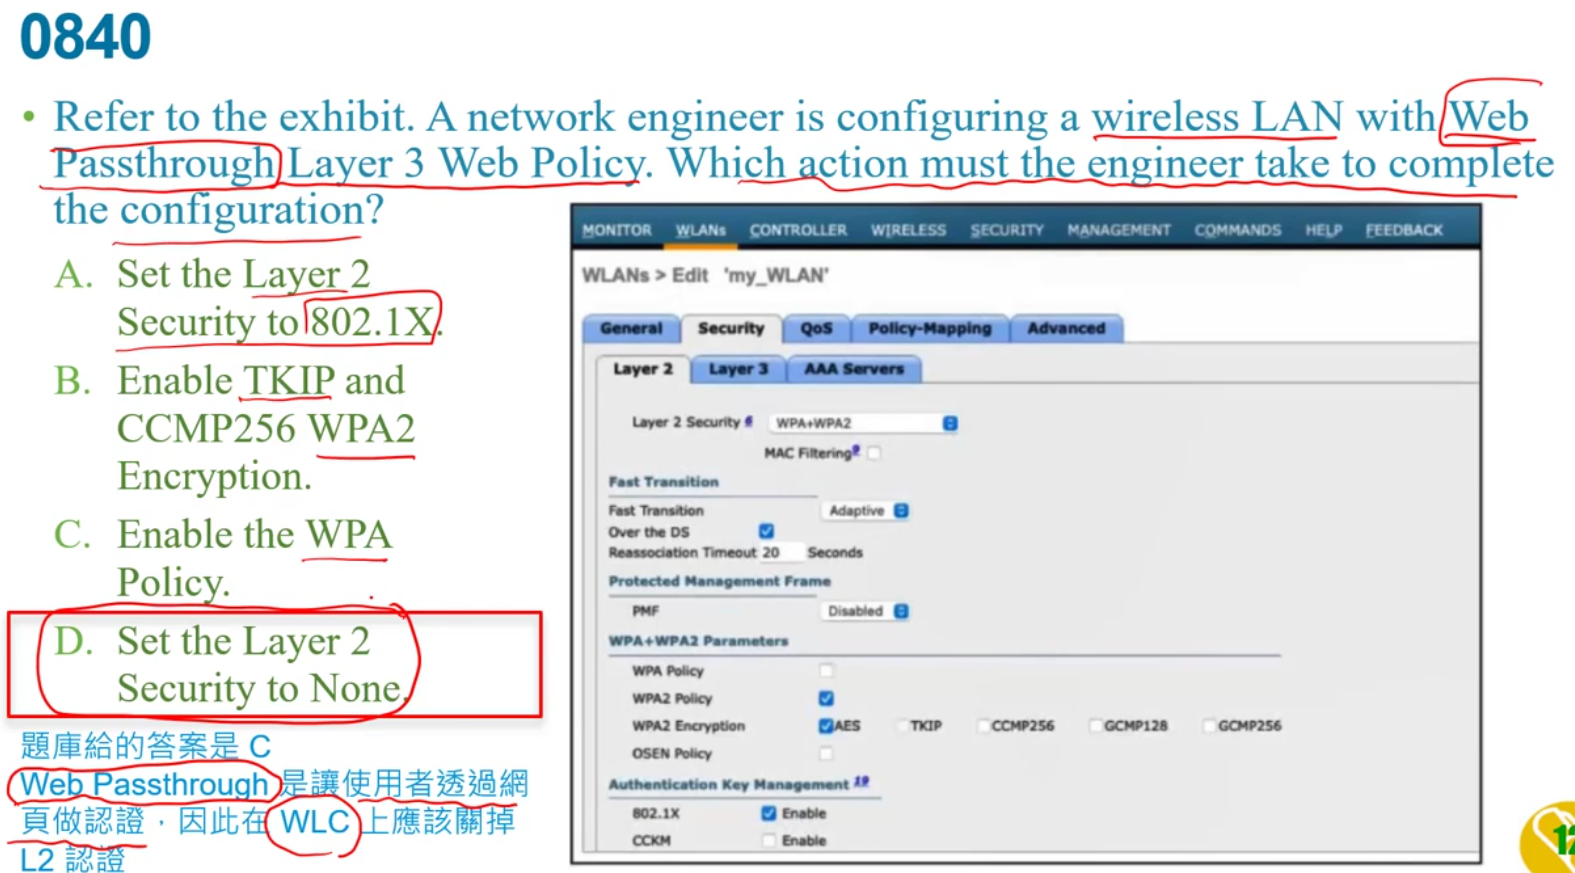 0840
• Refer to the exhibit. A network engineer is configuring a wireless LAN with Web
Passthrough Layer 3 Web Policy. Which action must the engineer take to complete
the configuration?
A. Set the Layer 2
Security to 802.1X.
B. Enable TKIP and
CCMP256 WPA2
Encryption.
C. Enable the WPA
Policy.
D. Set the Layer 2
Security to None.
題庫給的答案是 C
Web Passthrough 是讓使用者透過網
頁做認證，因此在 WLC 上應該關掉
L2 認證
MONITOR WLANs CONTROLLER WIRELESS SECURITY MANAGEMENT COMMANDS HELP FEEDBACK
WLANs > Edit 'my_WLAN'
General Security QoS Policy-Mapping Advanced
Layer 2 Layer 3 AAA Servers
Layer 2 Security 6 WPA+WPA2
MAC Filtering 9
Fast Transition
Fast Transition Adaptive
Over the DS
Reassociation Timeout 20 Seconds
Protected Management Frame
PMF Disabled
WPA+WPA2 Parameters
WPA Policy
WPA2 Policy
WPA2 Encryption AES TKIP CCMP256 GCMP128 GCMP256
OSEN Policy
Authentication Key Management 19
802.1X Enable
CCKM Enable